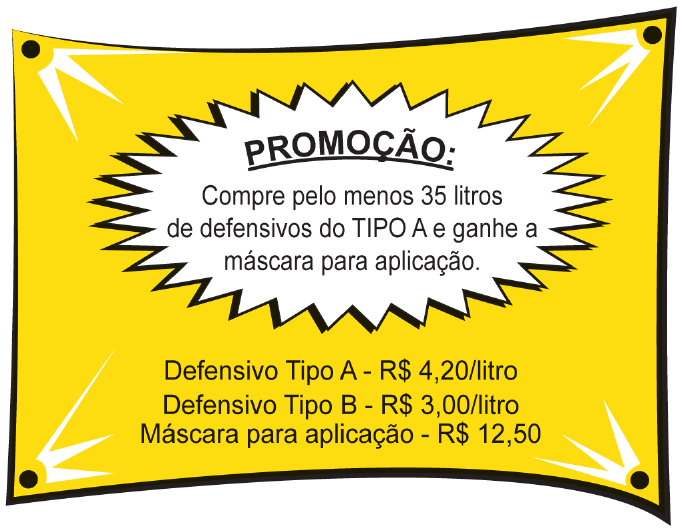 PROMOÇÃO:
Compre pelo menos 35 litros
de defensivos do TIPO A e ganhe a
máscara para aplicação.
Defensivo Tipo A - R$ 4,20/litro
Defensivo Tipo B - R$ 3,00/litro
Máscara para aplicação - R$ 12,50